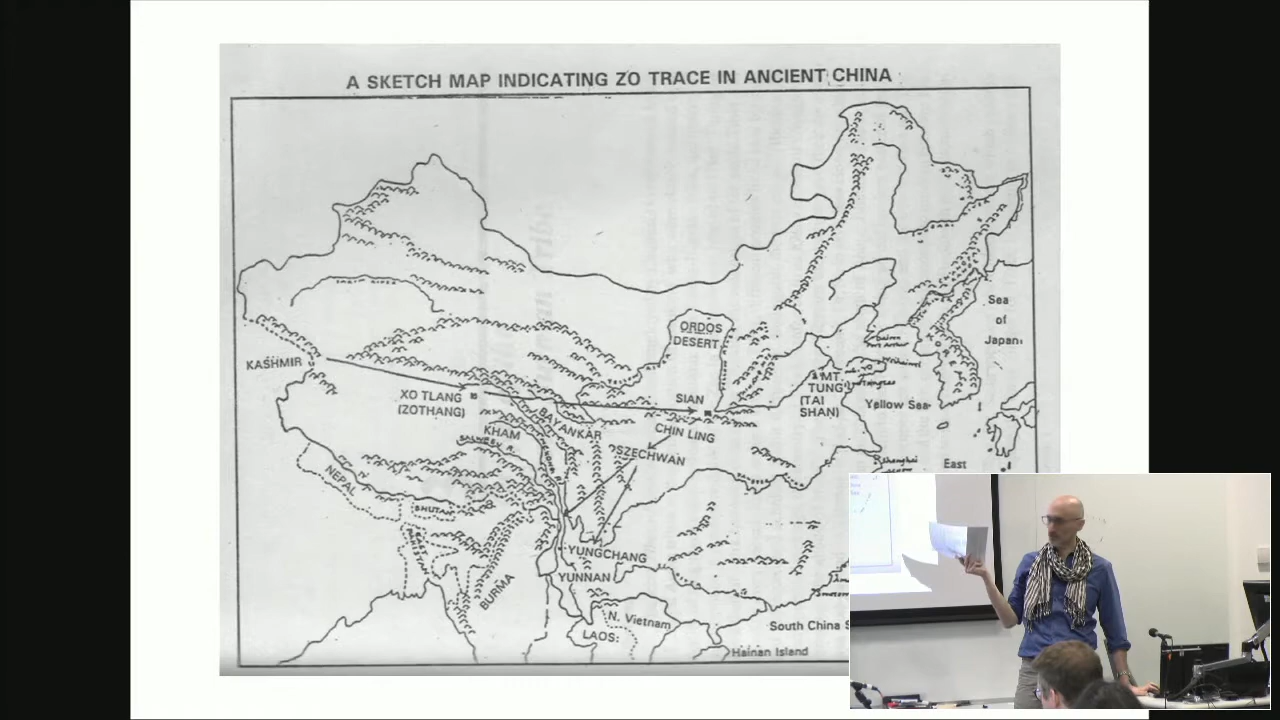 A SKETCH MAP INDICATING ZO TRACE IN ANCIENT CHINA
Sea
of
Japan
ORDOS
DESERT
KASHMIR
XO TLANG
(ZOTHANG)
SIAN
MT.
TUNG
(TAI
SHAN)
Yellow Sea
BAYANKAR
KHAM
CHIN LING
SALWEEN R.
SZECHWAN
Shanghai
East
NEPAL
BHUTAN
YUNGCHANG
YUNNAN
BURMA
N. Vietnam
LAOS:
South China S
Hainan Island